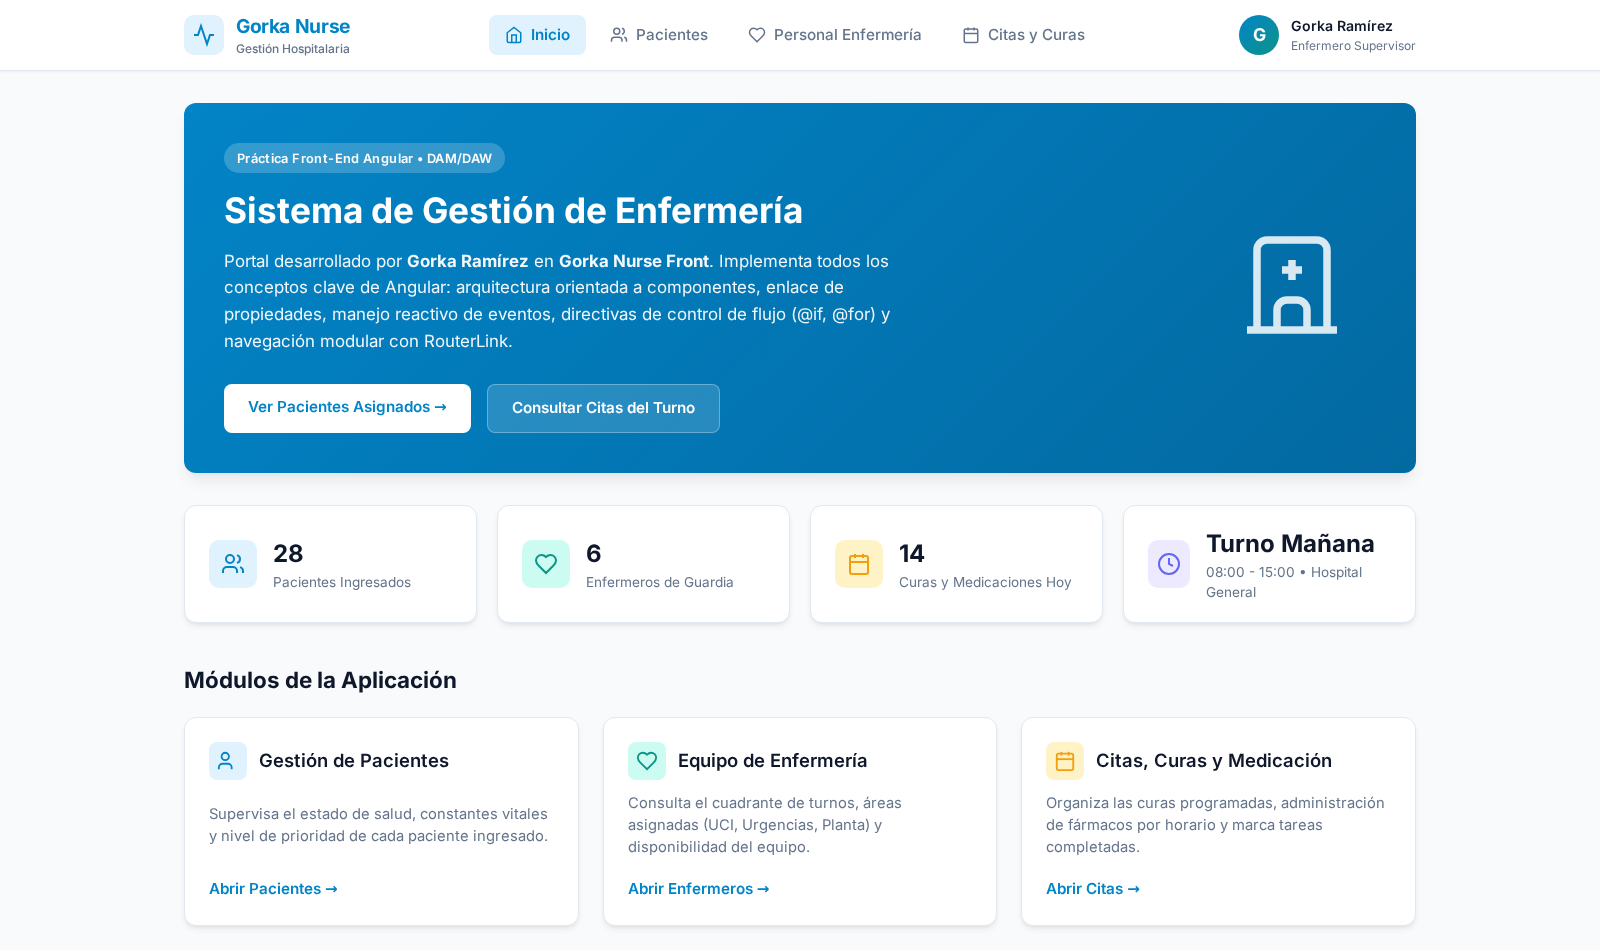 Gorka Nurse
Gestión Hospitalaria
Inicio
Pacientes
Personal Enfermería
Citas y Curas
G
Gorka Ramírez
Enfermero Supervisor
Práctica Front-End Angular • DAM/DAW
Sistema de Gestión de Enfermería
Portal desarrollado por Gorka Ramírez en Gorka Nurse Front. Implementa todos los
conceptos clave de Angular: arquitectura orientada a componentes, enlace de
propiedades, manejo reactivo de eventos, directivas de control de flujo (@if, @for) y
navegación modular con RouterLink.
Ver Pacientes Asignados →
Consultar Citas del Turno
28
Pacientes Ingresados
6
Enfermeros de Guardia
14
Curas y Medicaciones Hoy
Turno Mañana
08:00 - 15:00 • Hospital
General
Módulos de la Aplicación
Gestión de Pacientes
Supervisa el estado de salud, constantes vitales
y nivel de prioridad de cada paciente ingresado.
Abrir Pacientes →
Equipo de Enfermería
Consulta el cuadrante de turnos, áreas
asignadas (UCI, Urgencias, Planta) y
disponibilidad del equipo.
Abrir Enfermeros →
Citas, Curas y Medicación
Organiza las curas programadas, administración
de fármacos por horario y marca tareas
completadas.
Abrir Citas →